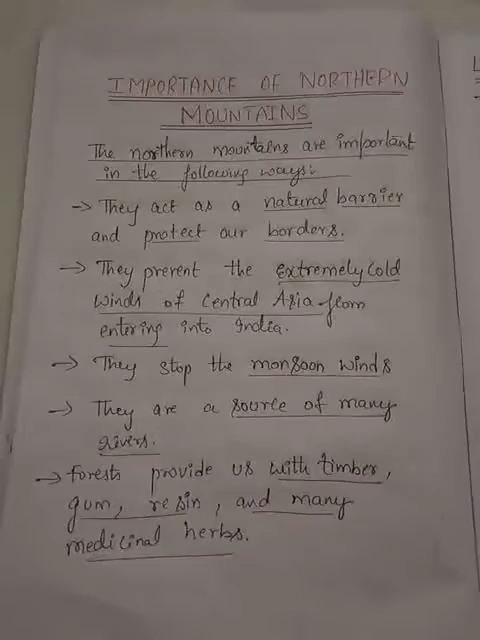 IMPORTANCE OF NORTHERN
MOUNTAINS
The northern mountains are important
in the following ways:
→ They act as a natural barrier
and protect our borders.
→ They prevent the extremely cold
winds of central Asia from
entering into India.
→ They stop the monsoon winds
→ They are a source of many
rivers.
→ Forests provide us with timber,
gum, resin, and many
medicinal herbs.